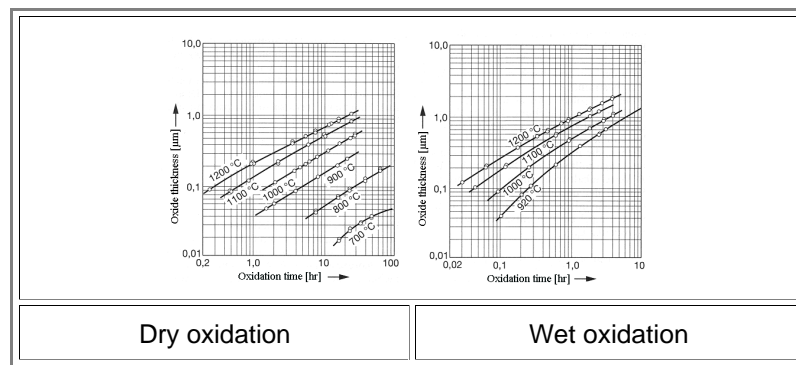 10,0
1,0
0,1
0,01
Oxide thickness [µm]
1200 °C
1100 °C
1000 °C
900 °C
800 °C
700 °C
0,2
1,0
10
100
Oxidation time [hr]
10,0
1,0
0,1
0,01
Oxide thickness [µm]
1200 °C
1100 °C
1000 °C
920 °C
0,02
0,1
1,0
10
Oxidation time [hr]
Dry oxidation
Wet oxidation